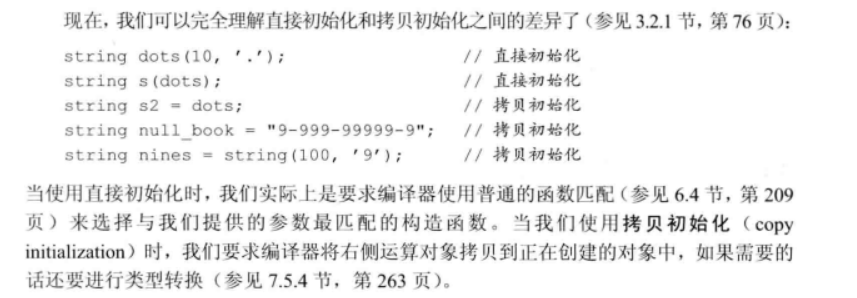 现在，我们可以完全理解直接初始化和拷贝初始化之间的差异了（参见 3.2.1 节，第 76 页）：
string dots(10, '.');    // 直接初始化
string s(dots);    // 直接初始化
string s2 = dots;    // 拷贝初始化
string null_book = "9-999-99999-9";    // 拷贝初始化
string nines = string(100, '9');    // 拷贝初始化
当使用直接初始化时，我们实际上是要求编译器使用普通的函数匹配（参见 6.4 节，第 209
页）来选择与我们提供的参数最匹配的构造函数。当我们使用拷贝初始化（copy
initialization）时，我们要求编译器将右侧运算对象拷贝到正在创建的对象中，如果需要的
话还要进行类型转换（参见 7.5.4 节，第 263 页）。